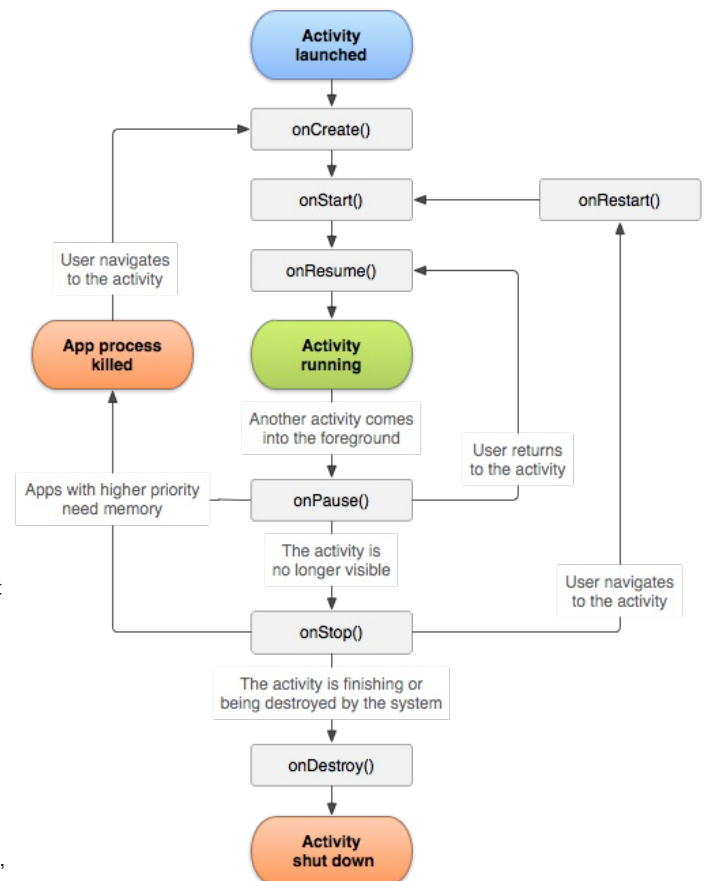 Activity
launched
onCreate()
onStart()
onRestart()
User navigates
to the activity
onResume()
App process
killed
Activity
running
Another activity comes
into the foreground
User returns
to the activity
Apps with higher priority
need memory
onPause()
The activity is
no longer visible
User navigates
to the activity
onStop()
The activity is finishing or
being destroyed by the system
onDestroy()
Activity
shut down
,